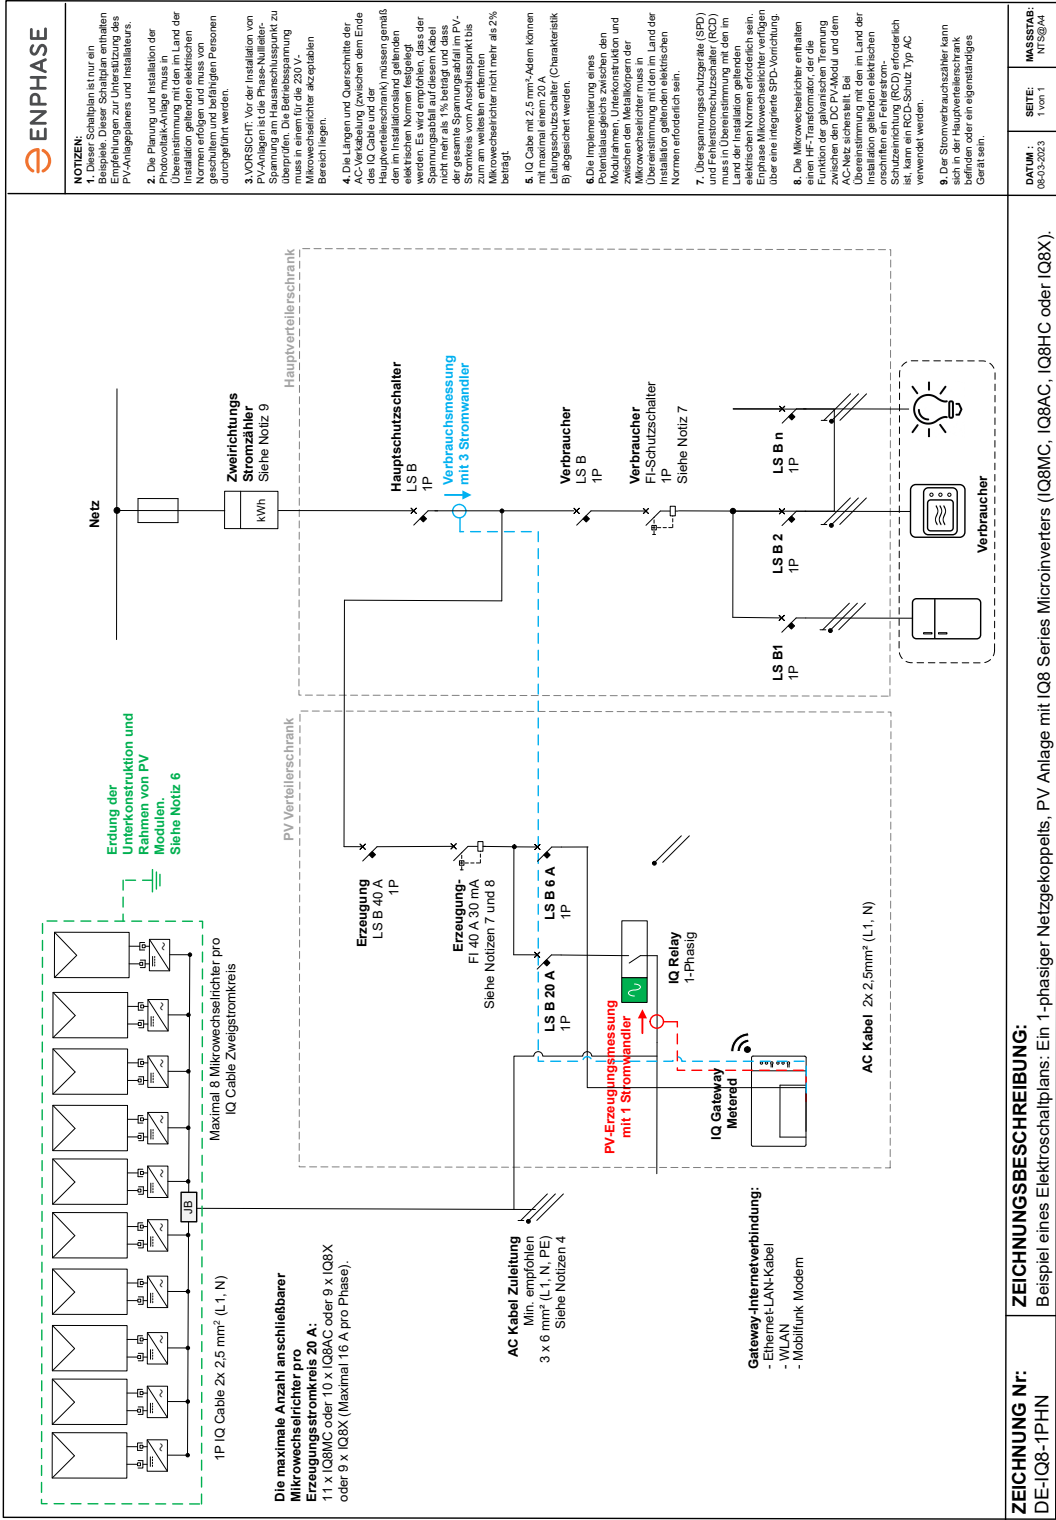 ENPHASE
NOTIZEN:
1. Dieser Schaltplan ist nur ein
Beispiele. Dieser Schaltplan enthalten
Empfehlungen zur Unterstützung des
PV-Anlageplaners und Installateurs.
2. Die Planung und Installation der
Photovoltaik-Anlage muss in
Übereinstimmung mit den im Land der
Installation geltenden elektrischen
Normen erfolgen und muss von
geschultem und befähigten Personen
durchgeführt werden.
3.VORSICHT: Vor der Installation von
PV-Anlagen ist die Phase-Nullleiter-
Spannung am Hausanschlusspunkt zu
überprüfen. Die Betriebsspannung
muss in einem für die 230 V-
Mikrowechselrichter akzeptablen
Bereich liegen.
4. Die Längen und Querschnitte der
AC-Verkabelung (zwischen dem Ende
des IQ Cable und der
Hauptverteilerschrank) müssen gemäß
den im Installationsland geltenden
elektrischen Normen festgelegt
werden. Es wird empfohlen, dass der
Spannungsabfall auf diesem Kabel
nicht mehr als 1% beträgt und dass
der gesamte Spannungsabfall im PV-
Stromkreis vom Anschlusspunkt bis
zum am weitesten entfernten
Mikrowechselrichter nicht mehr als 2%
beträgt.
5. IQ Cable mit 2,5 mm²-Adern können
mit maximal einem 20 A
Leitungsschutzschalter (Charakteristik
B) abgesichert werden.
6.Die Implementierung eines
Potentialausgleichs zwischen den
Modulrahmen, Unterkonstruktion und
zwischen den Metallkörpern der
Mikrowechselrichter muss in
Übereinstimmung mit den im Land der
Installation geltenden elektrischen
Normen erforderlich sein.
7. Überspannungsschutzgeräte (SPD)
und Fehlerstromschutzschalter (RCD)
muss in Übereinstimmung mit den im
Land der Installation geltenden
elektrischen Normen erforderlich sein.
Enphase Mikrowechselrichter verfügen
über eine integrierte SPD-Vorrichtung.
8. Die Mikrowechselrichter enthalten
einen HF-Transformator, der die
Funktion der galvanischen Trennung
zwischen den DC PV-Modul und dem
AC-Netz sicherstellt. Bei
Übereinstimmung mit den im Land der
Installation geltenden elektrischen
Schutzeinrichtung (RCD) erforderlich
ist, kann ein RCD-Schutz Typ AC
verwendet werden.
9. Der Stromverbrauchszähler kann
sich in der Hauptverteilerschrank
befinden oder ein eigenständiges
Gerät sein.
DATUM :
08-03-2023
SEITE:
1 von 1
MASSSTAB:
NTS@A4
Netz
Zweirichtungs
Stromzähler
Siehe Notiz 9
kWh
Hauptverteilerschrank
Hauptschutzschalter
LS B
1P
Verbrauchsmessung
mit 3 Stromwandler
Verbraucher
LS B
1P
Verbraucher
FI-Schutzschalter
1P
Siehe Notiz 7
LS B1
1P
LS B 2
1P
LS B n
1P
Verbraucher
Erdung der
Unterkonstruktion und
Rahmen von PV
Modulen.
Siehe Notiz 6
PV Verteilerschrank
Erzeugung
LS B 40 A
1P
Erzeugung-
FI 40 A 30 mA
Siehe Notizen 7 und 8
LS B 20 A
1P
LS B 6 A
1P
IQ Relay
1-Phasig
PV-Erzeugungsmessung
mit 1 Stromwandler
IQ Gateway
Metered
AC Kabel 2x 2,5mm² (L1, N)
Maximal 8 Mikrowechselrichter pro
IQ Cable Zweigstromkreis
JB
1P IQ Cable 2x 2,5 mm² (L1, N)
Die maximale Anzahl anschließbarer
Mikrowechselrichter pro
Erzeugungsstromkreis 20 A:
11 x IQ8MC oder 10 x IQ8AC oder 9 x IQ8X
oder 9 x IQ8X (Maximal 16 A pro Phase).
AC Kabel Zuleitung
Min. empfohlen
3 x 6 mm² (L1, N, PE)
Siehe Notizen 4
Gateway-Internetverbindung:
- Ethernet-LAN-Kabel
- WLAN
- Mobilfunk Modem
ZEICHNUNG Nr:
DE-IQ8-1PHN
ZEICHNUNGSBESCHREIBUNG:
Beispiel eines Elektroschaltplans: Ein 1-phasiger Netzgekoppelts, PV Anlage mit IQ8 Series Microinverters (IQ8MC, IQ8AC, IQ8HC oder IQ8X).